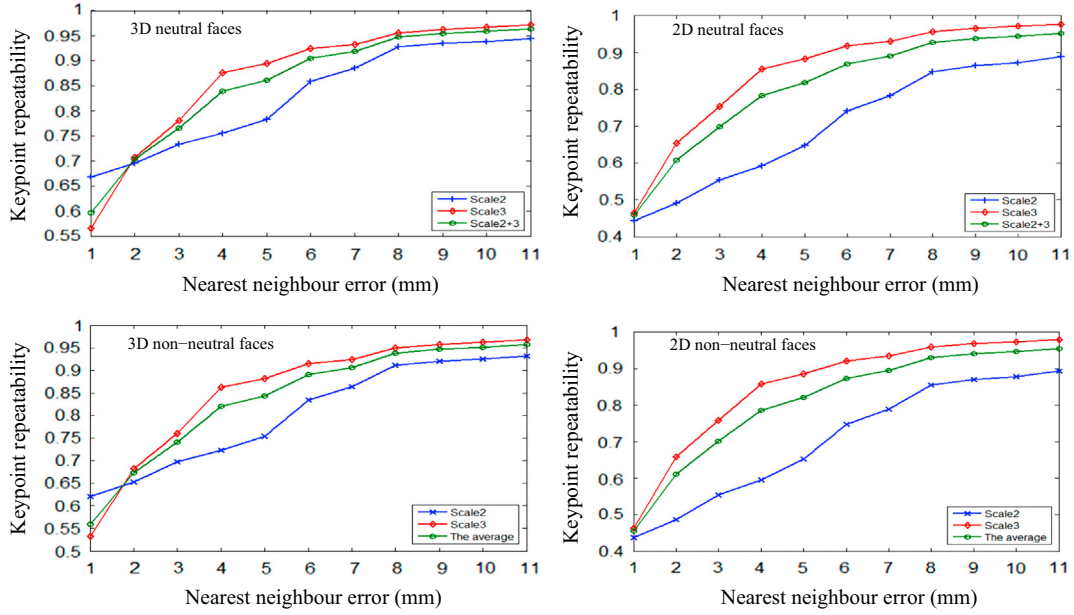 3D neutral faces
Keypoint repeatability
1
0.95
0.9
0.85
0.8
0.75
0.7
0.65
0.6
0.55
Scale2
Scale3
Scale2+3
1 2 3 4 5 6 7 8 9 10 11
Nearest neighbour error (mm)
2D neutral faces
Keypoint repeatability
1
0.9
0.8
0.7
0.6
0.5
0.4
Scale2
Scale3
Scale2+3
1 2 3 4 5 6 7 8 9 10 11
Nearest neighbour error (mm)
3D non−neutral faces
Keypoint repeatability
1
0.95
0.9
0.85
0.8
0.75
0.7
0.65
0.6
0.55
0.5
Scale2
Scale3
The average
1 2 3 4 5 6 7 8 9 10 11
Nearest neighbour error (mm)
2D non−neutral faces
Keypoint repeatability
1
0.9
0.8
0.7
0.6
0.5
0.4
Scale2
Scale3
The average
1 2 3 4 5 6 7 8 9 10 11
Nearest neighbour error (mm)